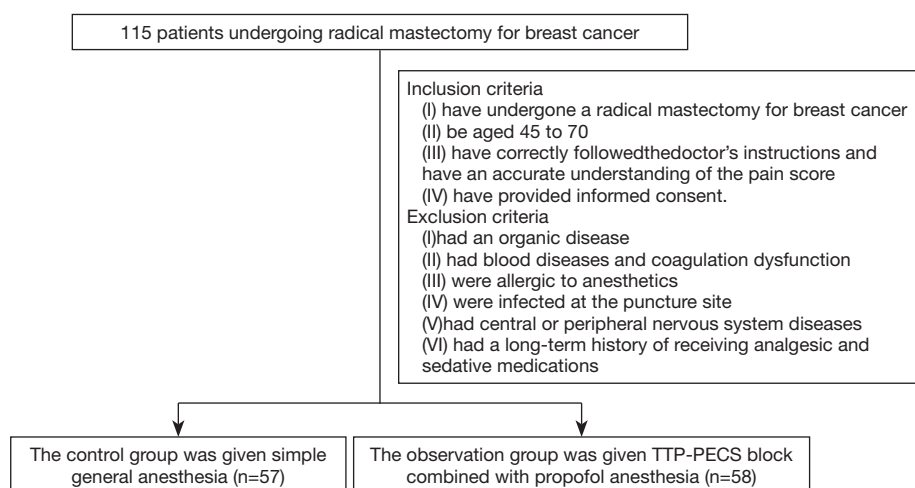 115 patients undergoing radical mastectomy for breast cancer
Inclusion criteria
(I) have undergone a radical mastectomy for breast cancer
(II) be aged 45 to 70
(III) have correctly followedthedoctor's instructions and
have an accurate understanding of the pain score
(IV) have provided informed consent.
Exclusion criteria
(I)had an organic disease
(II) had blood diseases and coagulation dysfunction
(III) were allergic to anesthetics
(IV) were infected at the puncture site
(V)had central or peripheral nervous system diseases
(VI) had a long-term history of receiving analgesic and
sedative medications
The control group was given simple
general anesthesia (n=57)
The observation group was given TTP-PECS block
combined with propofol anesthesia (n=58)